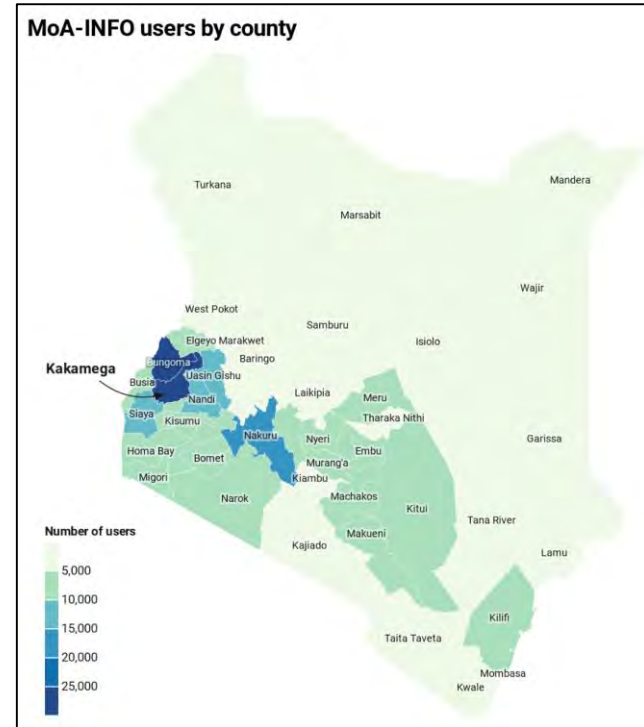 MoA-INFO users by county
Turkana
Mandera
Marsabit
Wajir
West Pokot
Samburu
Isiolo
Elgeyo Marakwet
Baringo
Bungoma
Kakamega
Uasin Gishu
Busia
Laikipia
Meru
Nandi
Siaya
Tharaka Nithi
Kisumu
Nakuru
Nyeri
Garissa
Embu
Homa Bay
Bomet
Murang'a
Migori
Kiambu
Machakos
Narok
Kitui
Tana River
Makueni
Kajiado
Lamu
Number of users
5,000
10,000
15,000
20,000
25,000
Kilifi
Taita Taveta
Mombasa
Kwale